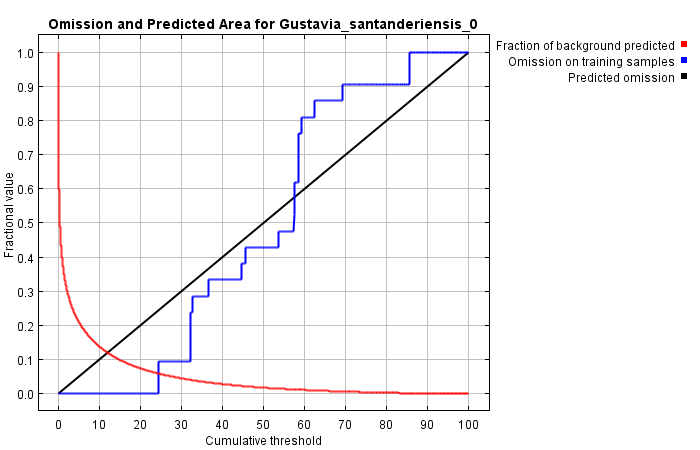 Omission and Predicted Area for Gustavia_santanderiensis_0
Fraction of background predicted
Omission on training samples
Predicted omission
Fractional value
1.0
0.9
0.8
0.7
0.6
0.5
0.4
0.3
0.2
0.1
0.0
0 10 20 30 40 50 60 70 80 90 100
Cumulative threshold